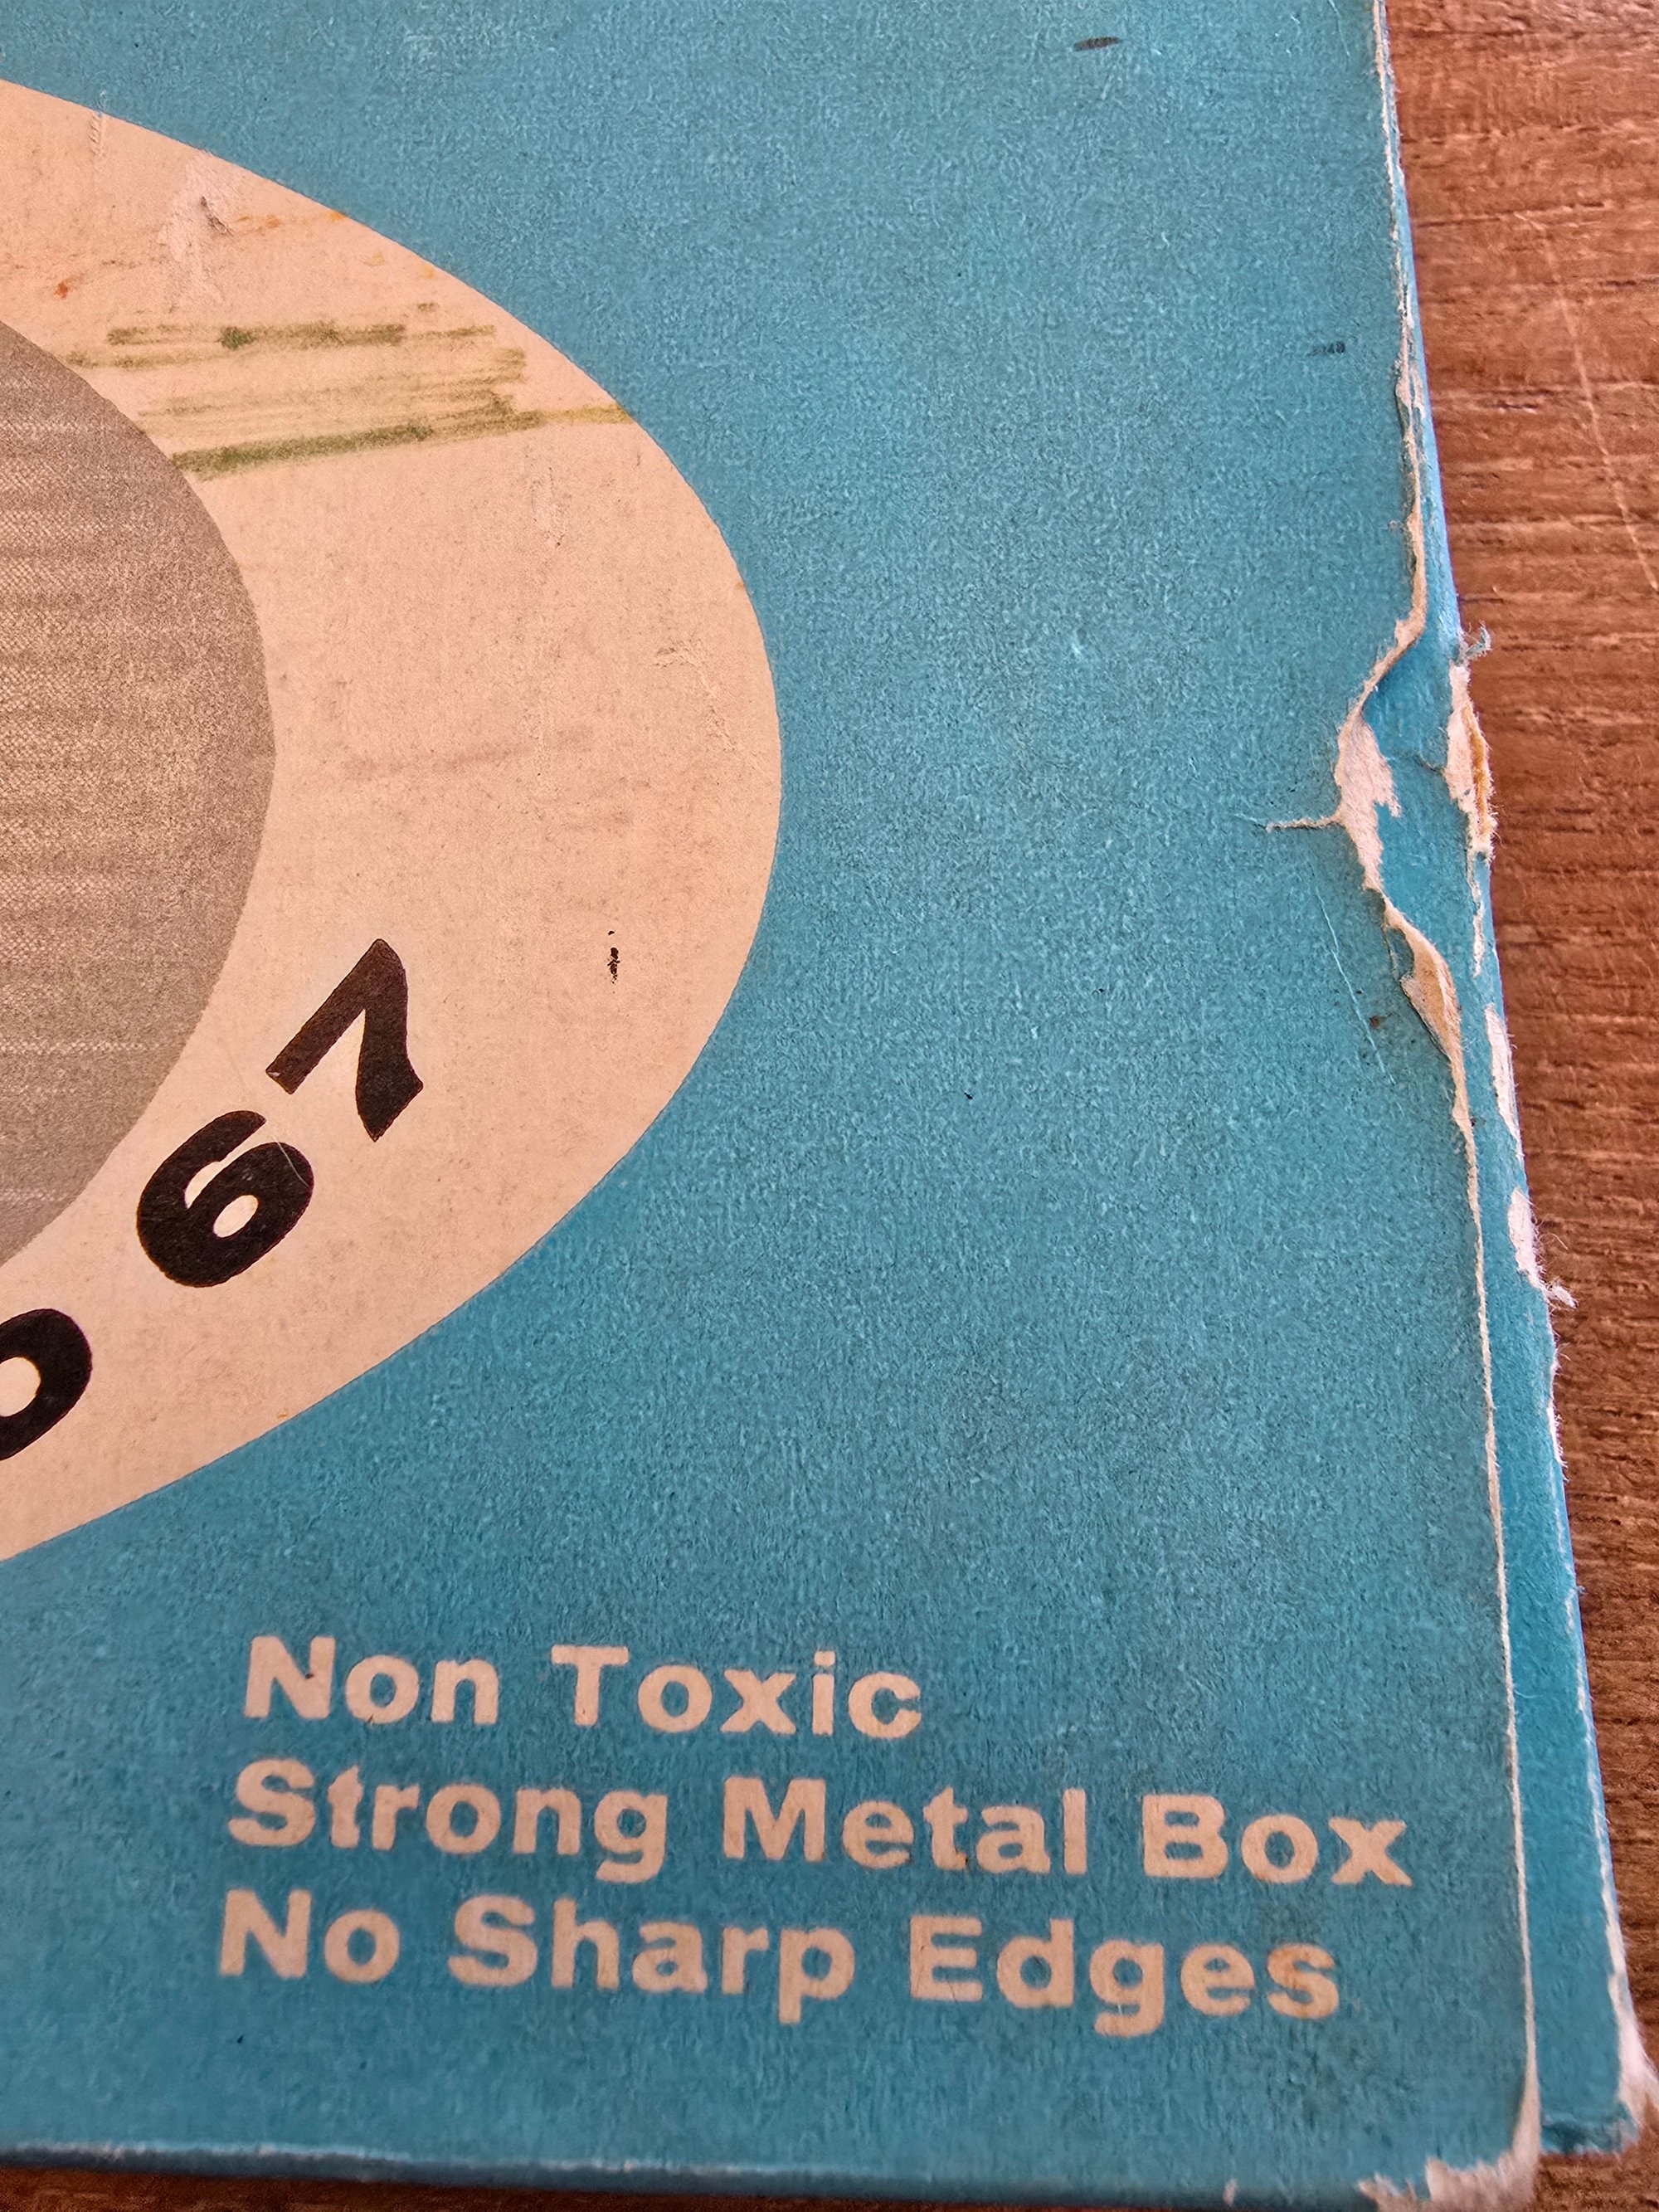 67
Non Toxic
Strong Metal Box
No Sharp Edges